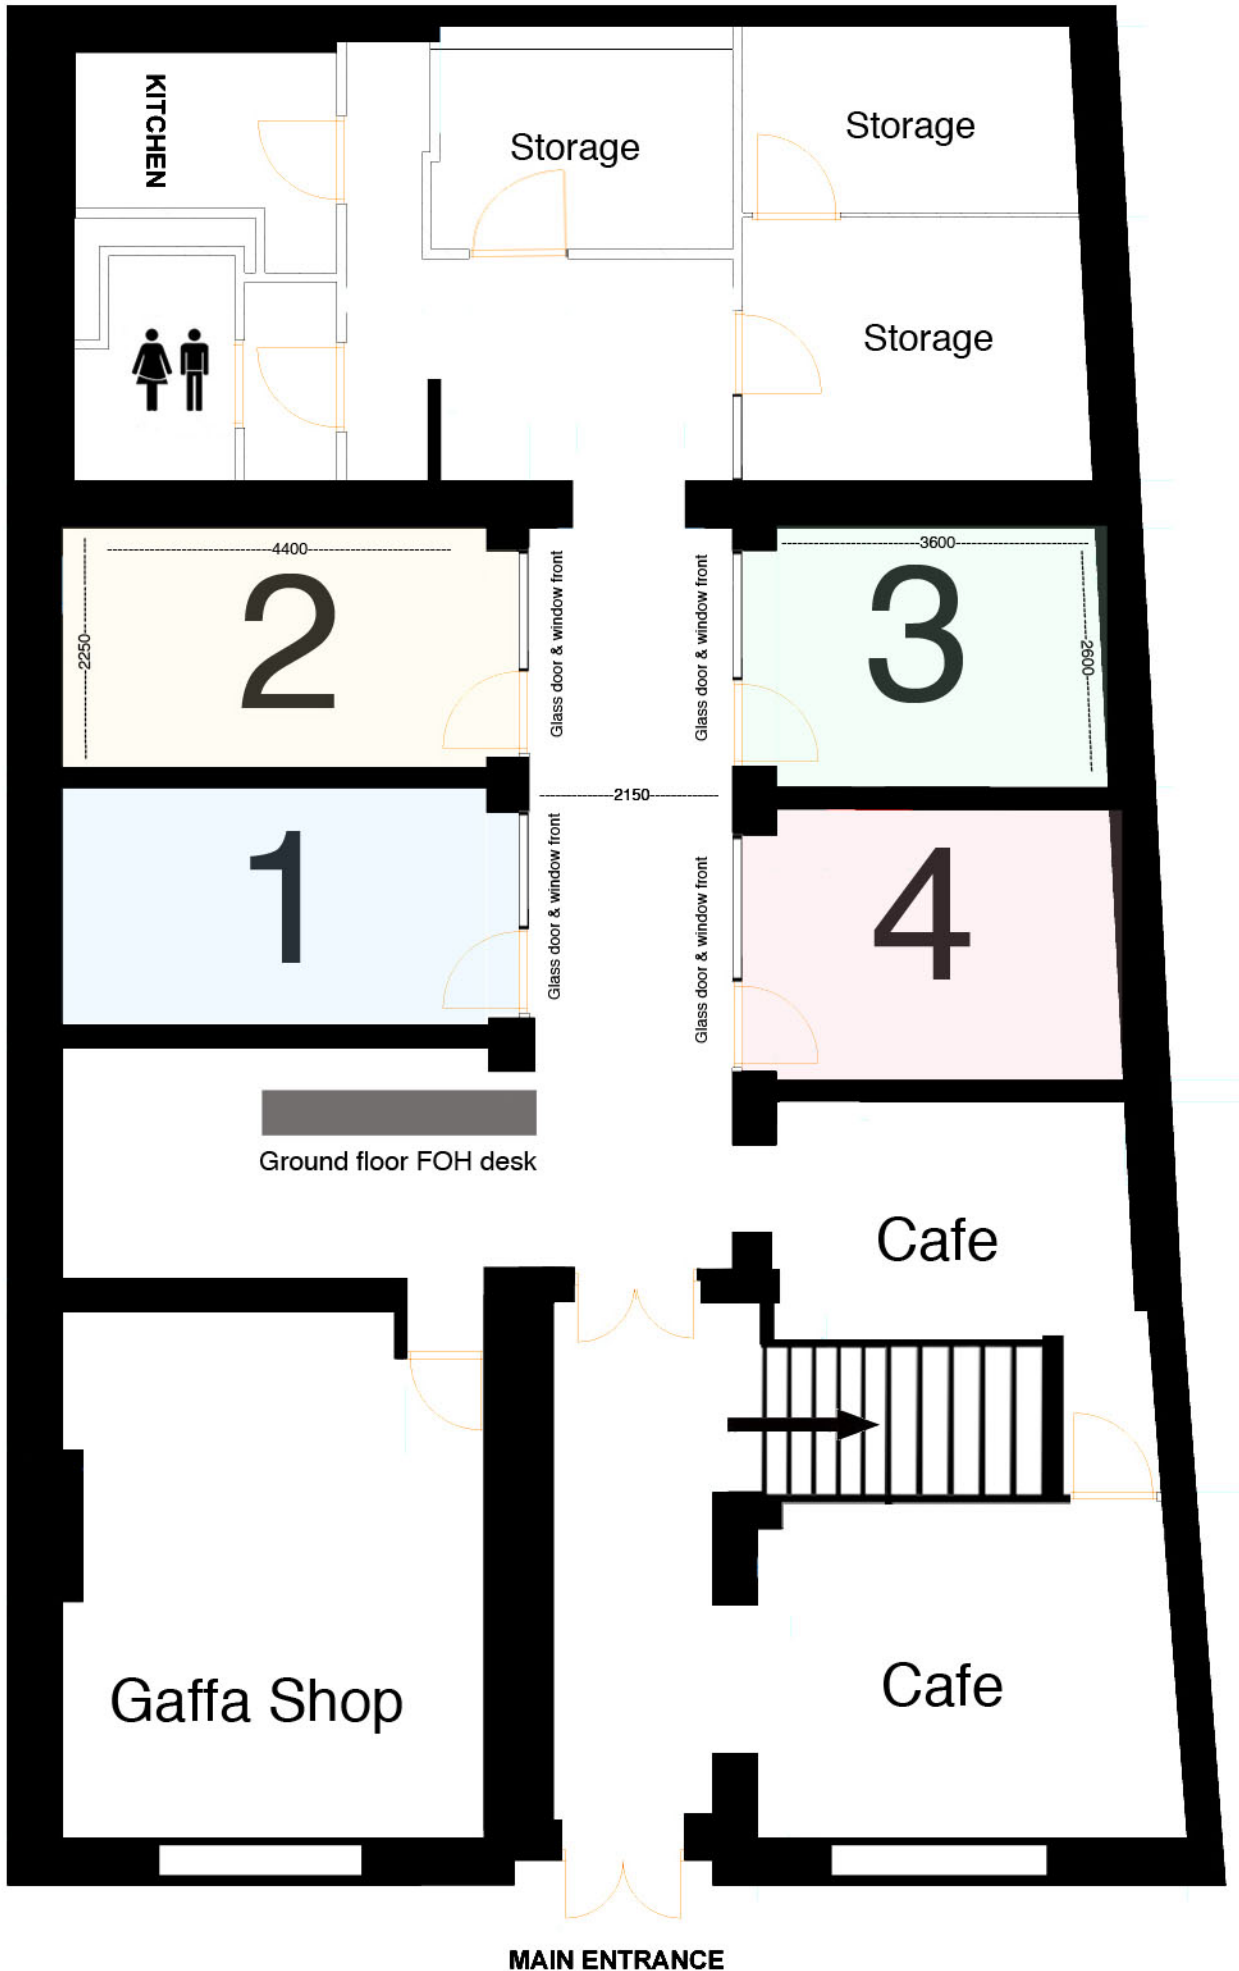 KITCHEN
Storage
Storage
Storage
4400
2
2250
Glass door & window front
Glass door & window front
3600
3
2600
2150
1
Glass door & window front
Glass door & window front
4
Ground floor FOH desk
Cafe
Gaffa Shop
Cafe
MAIN ENTRANCE